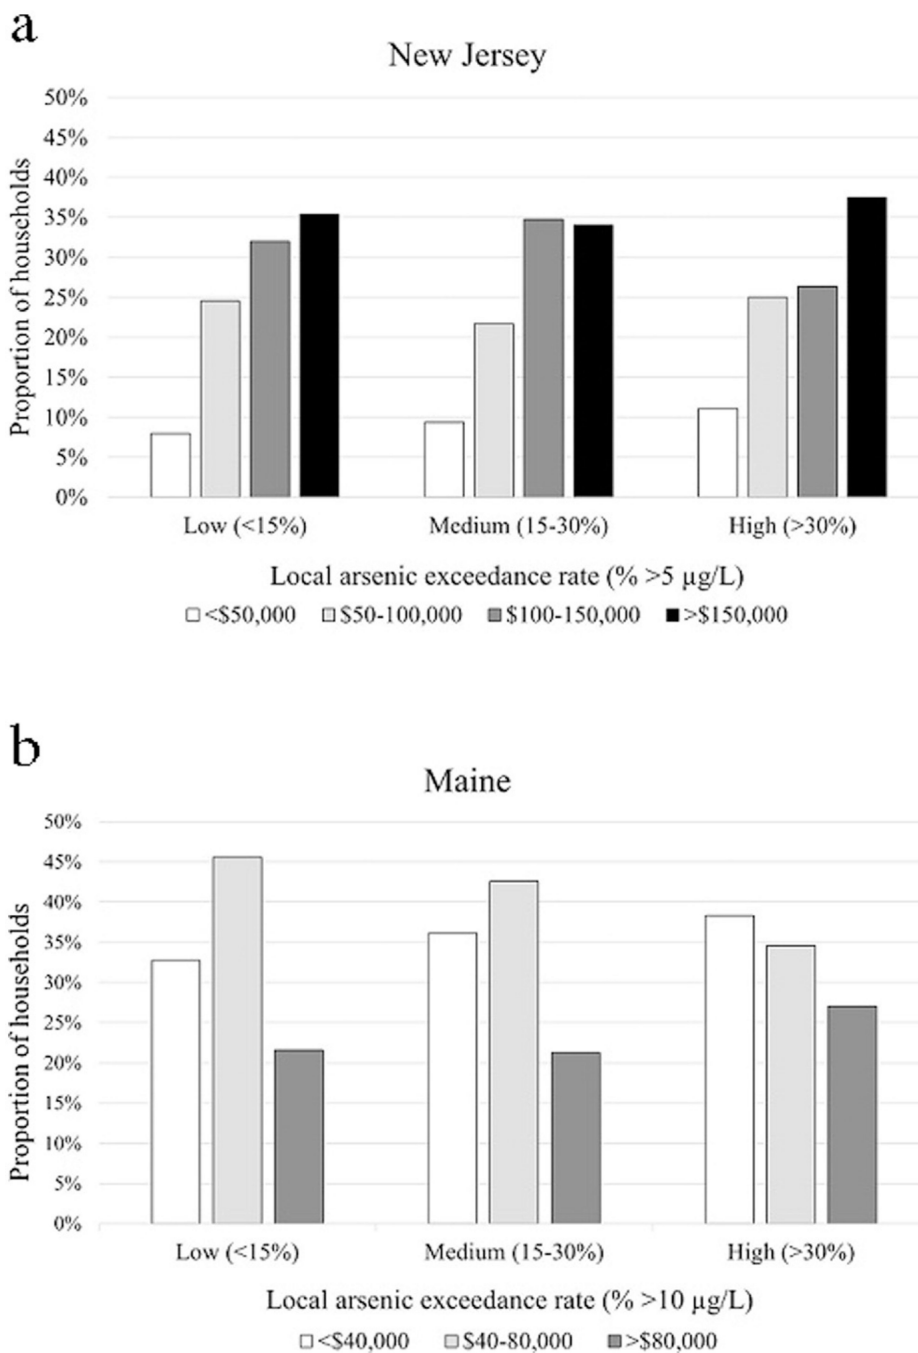 a
New Jersey
50%
45%
40%
35%
30%
25%
20%
15%
10%
5%
0%
Proportion of households
Low (<15%) Medium (15-30%) High (>30%)
Local arsenic exceedance rate (% >5 µg/L)
<$50,000 $50-100,000 $100-150,000 >$150,000
b
Maine
50%
45%
40%
35%
30%
25%
20%
15%
10%
5%
0%
Proportion of households
Low (<15%) Medium (15-30%) High (>30%)
Local arsenic exceedance rate (% >10 µg/L)
<$40,000 $40-80,000 >$80,000